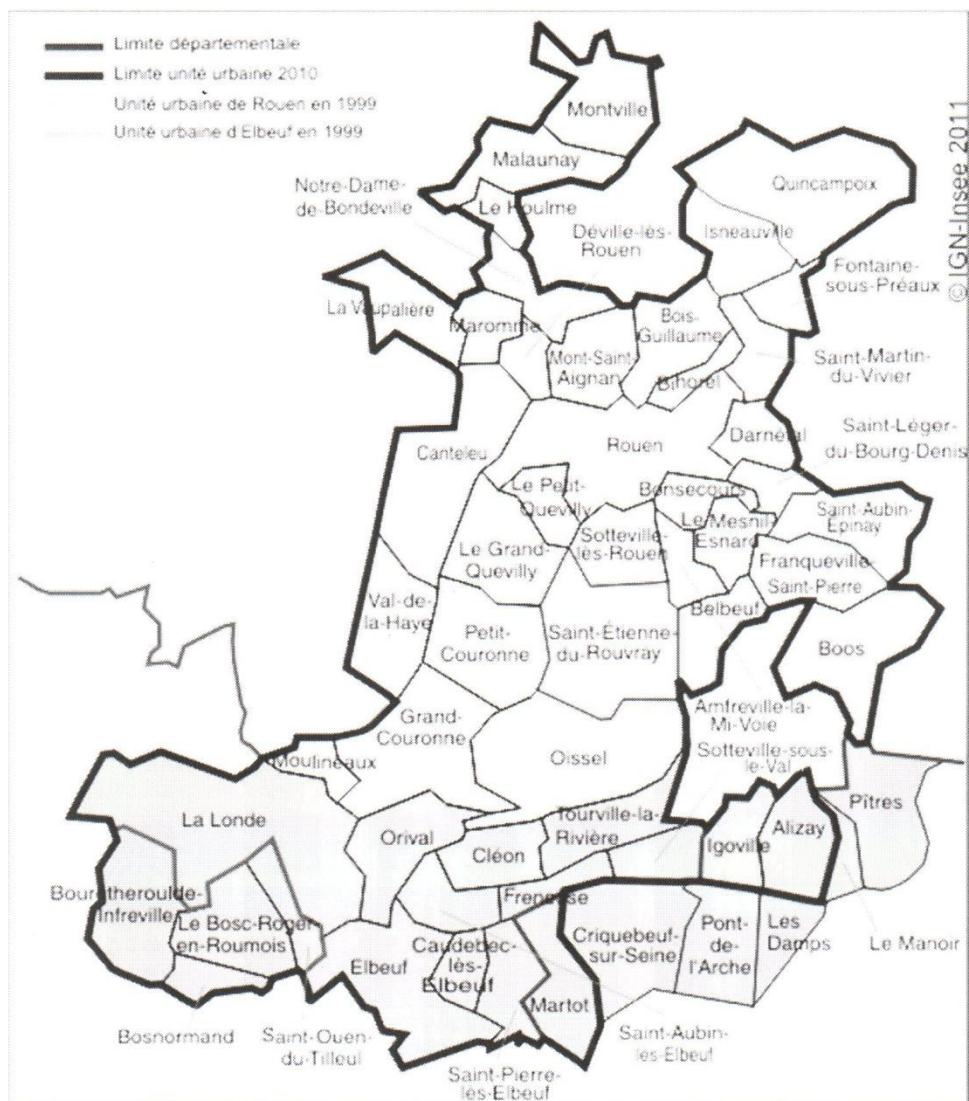 Limite départementale
Limite unité urbaine 2010
Unité urbaine de Rouen en 1999
Unité urbaine d'Elbeuf en 1999
© IGN-Insee 2011
Montville
Malaunay
Quincampoix
Notre-Dame-
de-Bondeville
Le Houlme
Isneauville
Déville-lès-
Rouen
Fontaine-
sous-Préaux
La Vaupalière
Maromme
Bois-
Guillaume
Mont-Saint-
Aignan
Saint-Martin-
du-Vivier
Bihorel
Saint-Léger-
du-Bourg-Denis
Darnétal
Rouen
Canteleu
Le Petit-
Quevilly
Bonsecours
Saint-Aubin-
Epinay
Le Mesnil-
Esnard
Sotteville-
lès-Rouen
Le Grand-
Quevilly
Franqueville-
Saint-Pierre
Val-de-
la-Haye
Belbeuf
Petit-
Couronne
Saint-Étienne-
du-Rouvray
Boos
Grand-
Couronne
Amfreville-la-
Mi-Voie
Moulineaux
Oissel
Sotteville-sous-
le-Val
Pîtres
La Londe
Orival
Tourville-la-
Rivière
Alizay
Igoville
Cléon
Bourgtheroulde-
Infreville
Freneuse
Le Bosc-Roger-
en-Roumois
Elbeuf
Caudebec-
lès-
Elbeuf
Criquebeuf-
sur-Seine
Pont-
de-
l'Arche
Les
Damps
Le Manoir
Martot
Bosnormand
Saint-Ouen-
du-Tilleul
Saint-Aubin-
lès-Elbeuf
Saint-Pierre-
lès-Elbeuf